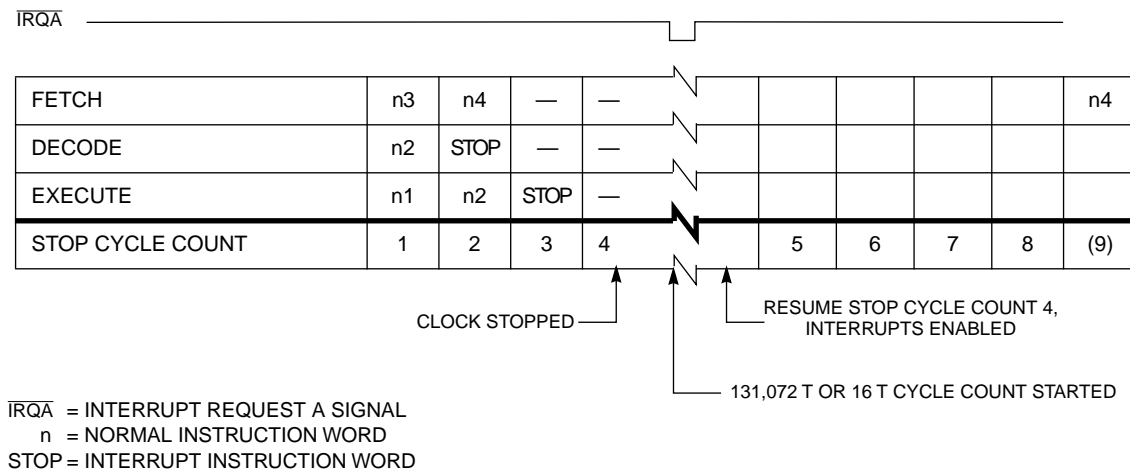 IRQA
FETCH n3 n4 — — n4
DECODE n2 STOP — —
EXECUTE n1 n2 STOP —
STOP CYCLE COUNT 1 2 3 4 5 6 7 8 (9)
CLOCK STOPPED
RESUME STOP CYCLE COUNT 4,
INTERRUPTS ENABLED
131,072 T OR 16 T CYCLE COUNT STARTED
IRQA = INTERRUPT REQUEST A SIGNAL
n = NORMAL INSTRUCTION WORD
STOP = INTERRUPT INSTRUCTION WORD